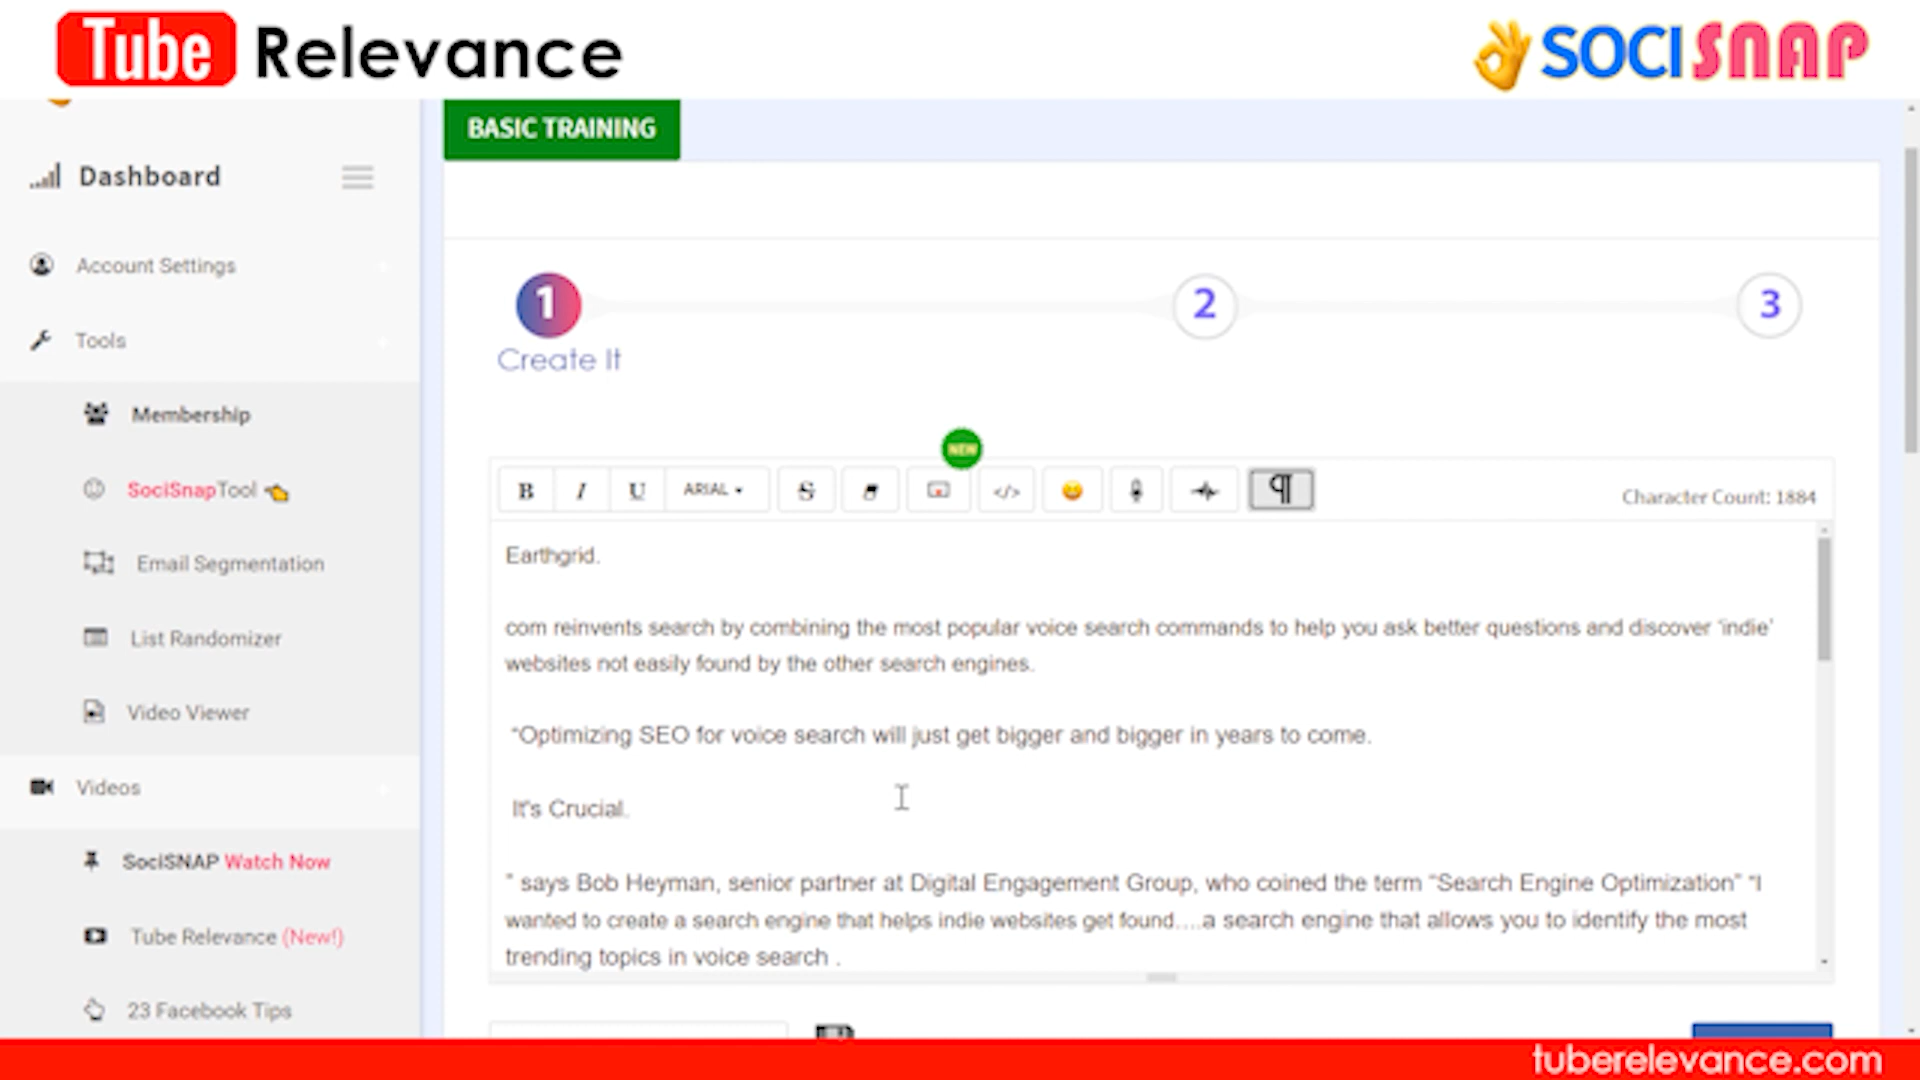 Tube Relevance
SOCISNAP
BASIC TRAINING
Dashboard
Account Settings
Tools
Membership
SociSnapTool
Email Segmentation
List Randomizer
Video Viewer
Videos
SociSNAP Watch Now
Tube Relevance (New!)
23 Facebook Tips
1
2
3
Create It
NEW
B I U ARIAL S </> ¶
Character Count: 1884
Earthgrid.
com reinvents search by combining the most popular voice search commands to help you ask better questions and discover ‘indie’
websites not easily found by the other search engines.
“Optimizing SEO for voice search will just get bigger and bigger in years to come.
It's Crucial.
” says Bob Heyman, senior partner at Digital Engagement Group, who coined the term “Search Engine Optimization” “I
wanted to create a search engine that helps indie websites get found....a search engine that allows you to identify the most
trending topics in voice search .
tuberelevance.com